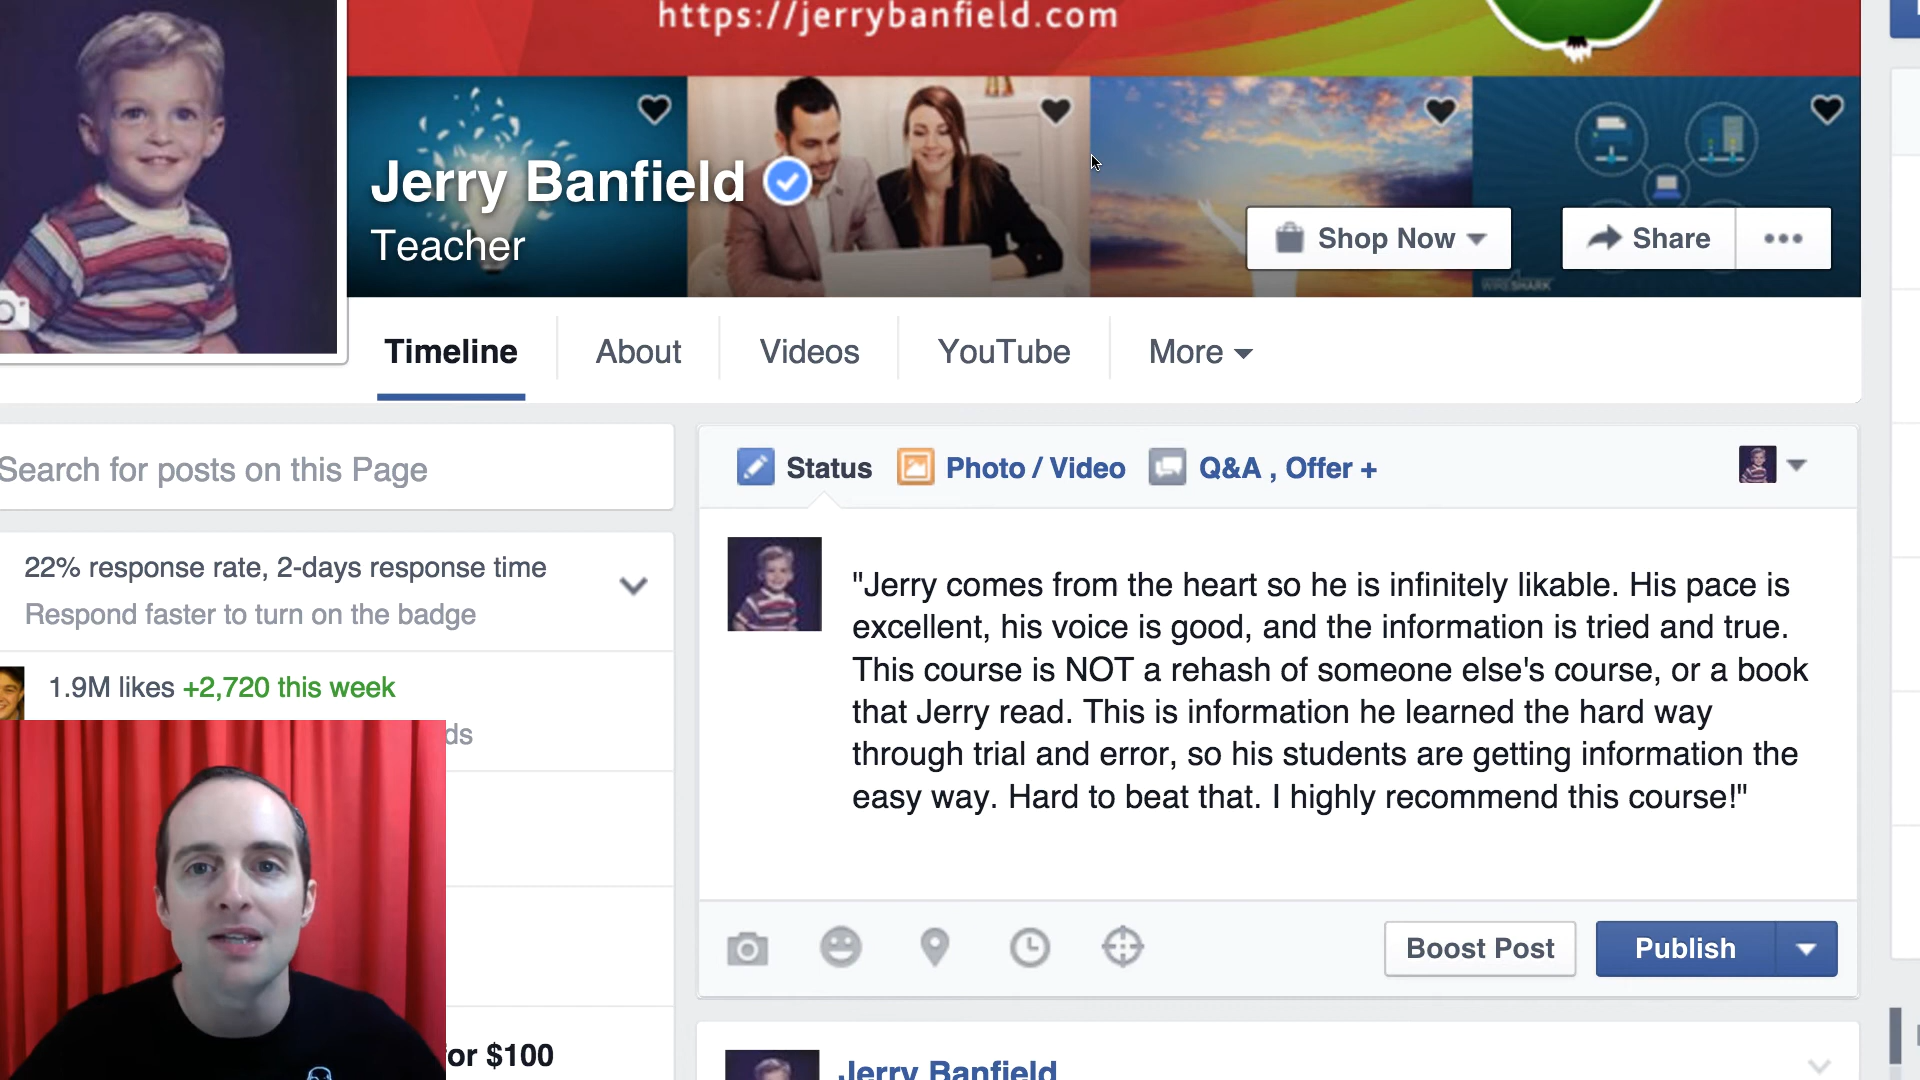 https://jerrybanfield.com
Jerry Banfield
Teacher
Shop Now
Share
WIRESHARK
Timeline
About
Videos
YouTube
More
Search for posts on this Page
Status
Photo / Video
Q&A , Offer +
22% response rate, 2-days response time
Respond faster to turn on the badge
1.9M likes +2,720 this week
ds
"Jerry comes from the heart so he is infinitely likable. His pace is
excellent, his voice is good, and the information is tried and true.
This course is NOT a rehash of someone else's course, or a book
that Jerry read. This is information he learned the hard way
through trial and error, so his students are getting information the
easy way. Hard to beat that. I highly recommend this course!"
Boost Post
Publish
or $100
Jerry Banfield